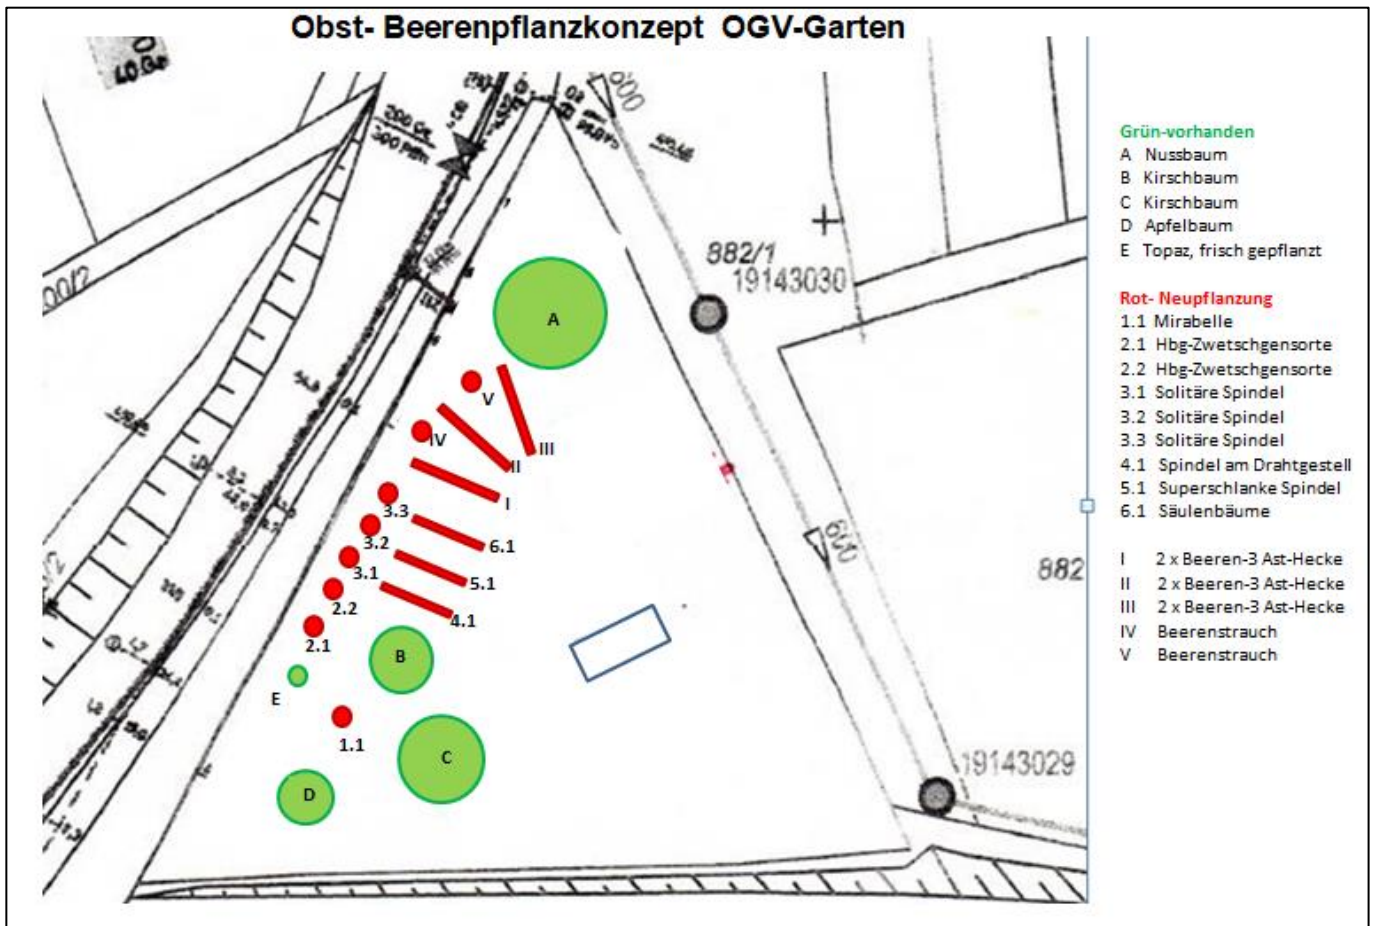 Obst- Beerenpflanzkonzept OGV-Garten
600
882/1
19143030
A
V
IV
III
II
I
3.3
6.1
3.2
5.1
3.1
4.1
2.2
2.1
B
E
1.1
C
D
600
882
19143029
Grün-vorhanden
A Nussbaum
B Kirschbaum
C Kirschbaum
D Apfelbaum
E Topaz, frisch gepflanzt
Rot- Neupflanzung
1.1 Mirabelle
2.1 Hbg-Zwetschgensorte
2.2 Hbg-Zwetschgensorte
3.1 Solitäre Spindel
3.2 Solitäre Spindel
3.3 Solitäre Spindel
4.1 Spindel am Drahtgestell
5.1 Superschlanke Spindel
6.1 Säulenbäume
I 2 x Beeren-3 Ast-Hecke
II 2 x Beeren-3 Ast-Hecke
III 2 x Beeren-3 Ast-Hecke
IV Beerenstrauch
V Beerenstrauch